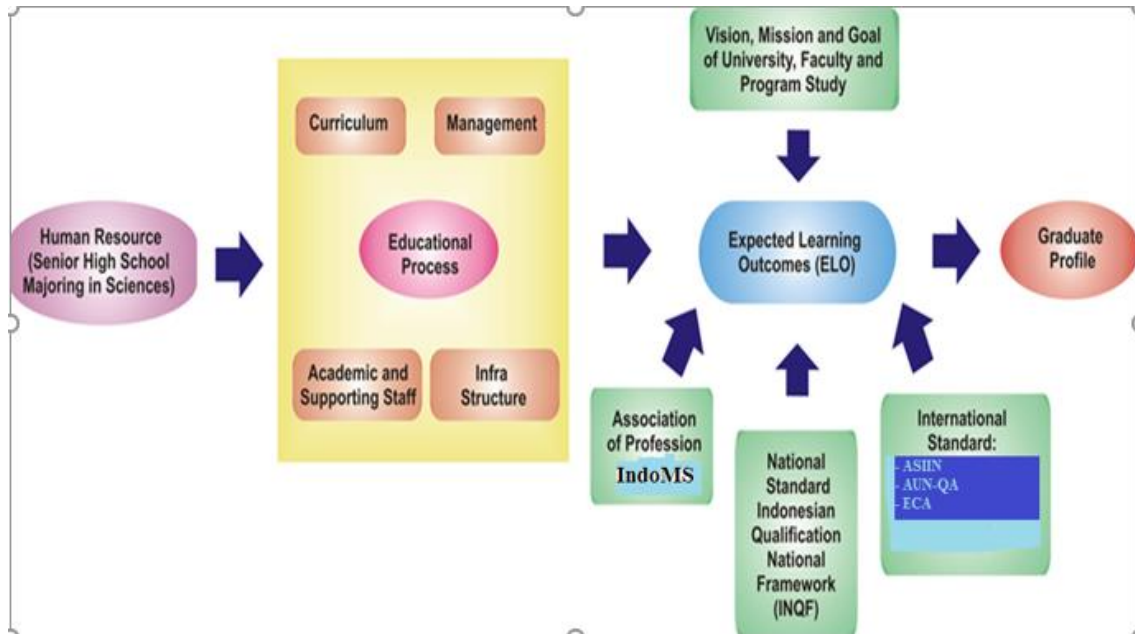 Vision, Mission and Goal
of University, Faculty and
Program Study
Curriculum
Management
Human Resource
(Senior High School
Majoring in Sciences)
Educational
Process
Expected Learning
Outcomes (ELO)
Graduate
Profile
Academic and
Supporting Staff
Infra
Structure
Association
of Profession
IndoMS
National
Standard
Indonesian
Qualification
National
Framework
(INQF)
International
Standard:
- ASIIN
- AUN-QA
- ECA